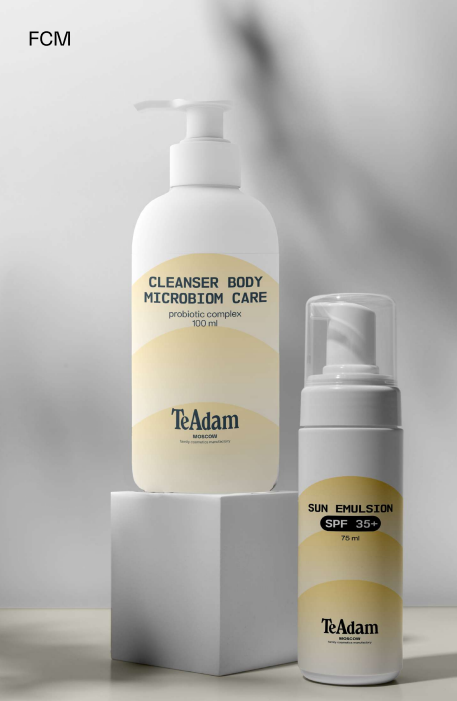 FCM
CLEANSER BODY
MICROBIOM CARE
probiotic complex
100 ml
TeAdam
MOSCOW
SUN EMULSION
SPF 35+
75 ml
TeAdam
MOSCOW